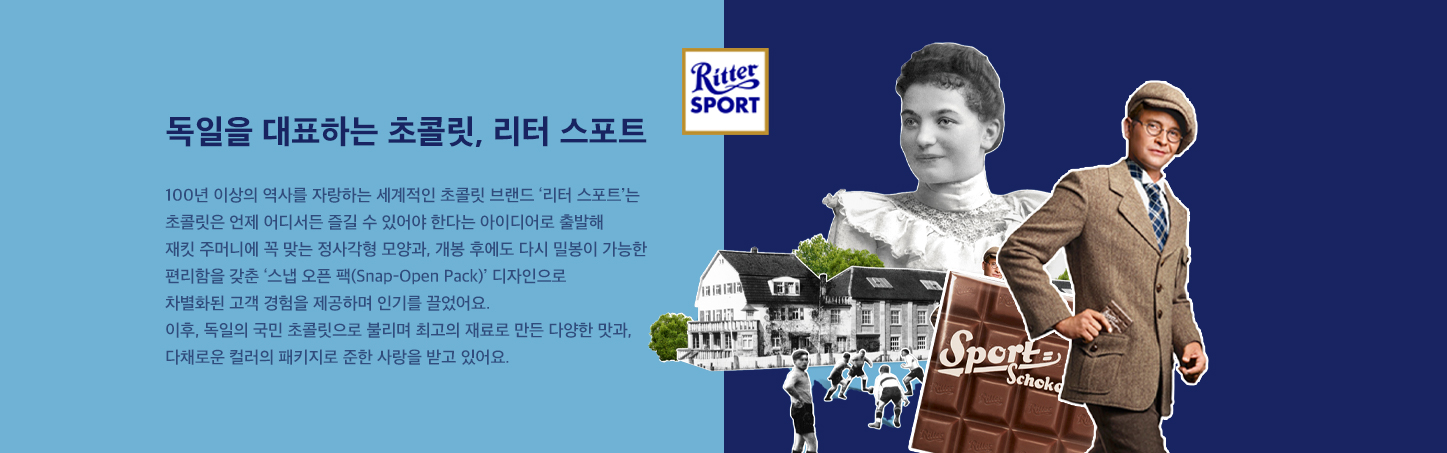 독일을 대표하는 초콜릿, 리터 스포트
100년 이상의 역사를 자랑하는 세계적인 초콜릿 브랜드 ‘리터 스포트’는
초콜릿은 언제 어디서든 즐길 수 있어야 한다는 아이디어로 출발해
재킷 주머니에 꼭 맞는 정사각형 모양과, 개봉 후에도 다시 밀봉이 가능한
편리함을 갖춘 ‘스냅 오픈 팩(Snap-Open Pack)’ 디자인으로
차별화된 고객 경험을 제공하며 인기를 끌었어요.
이후, 독일의 국민 초콜릿으로 불리며 최고의 재료로 만든 다양한 맛과,
다채로운 컬러의 패키지로 꾸준한 사랑을 받고 있어요.
Ritter
SPORT
Sport
Schoko
Ritter
Ritter
Ritter